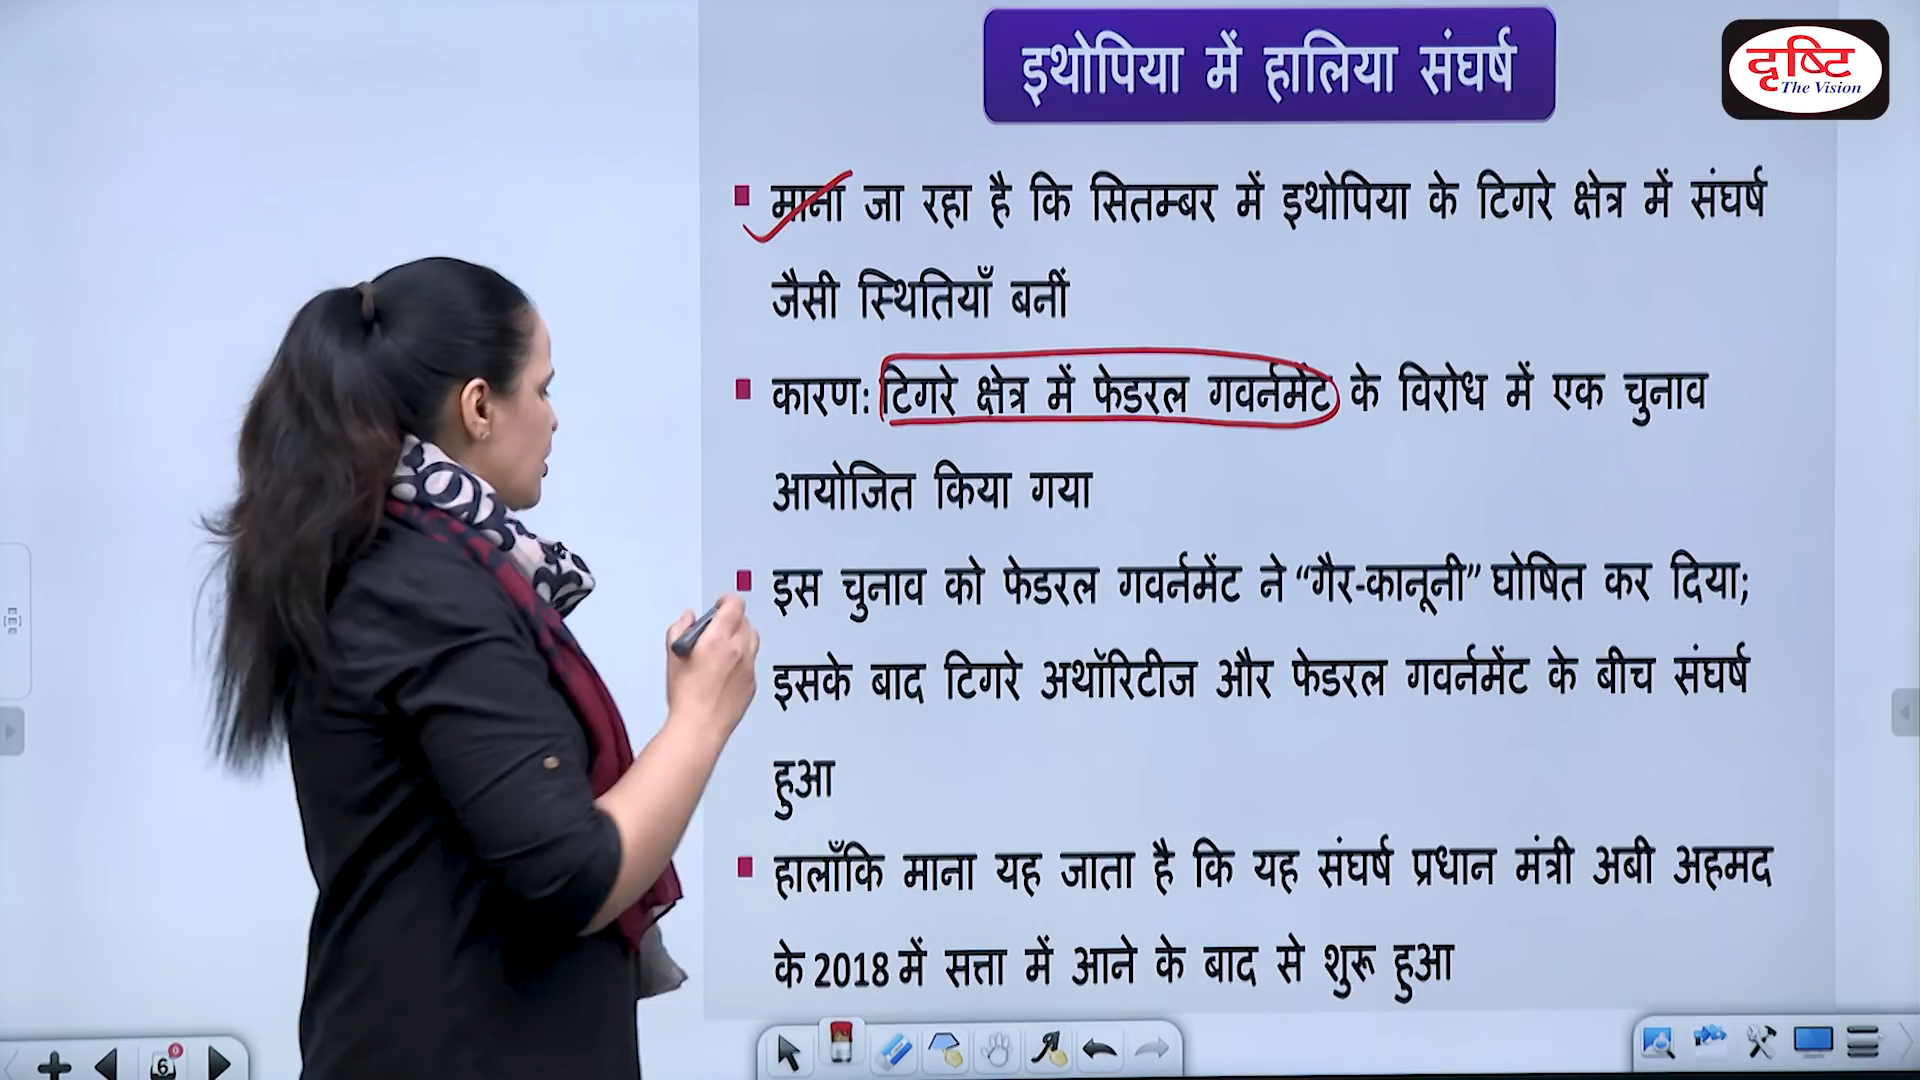 इथोपिया में हालिया संघर्ष
दृष्टि
The Vision
माना जा रहा है कि सितम्बर में इथोपिया के टिगरे क्षेत्र में संघर्ष
जैसी स्थितियाँ बनीं
कारण: टिगरे क्षेत्र में फेडरल गवर्नमेंट के विरोध में एक चुनाव
आयोजित किया गया
इस चुनाव को फेडरल गवर्नमेंट ने “गैर-कानूनी” घोषित कर दिया;
इसके बाद टिगरे अथॉरिटीज और फेडरल गवर्नमेंट के बीच संघर्ष
हुआ
हालाँकि माना यह जाता है कि यह संघर्ष प्रधान मंत्री अबी अहमद
के 2018 में सत्ता में आने के बाद से शुरू हुआ
6
0